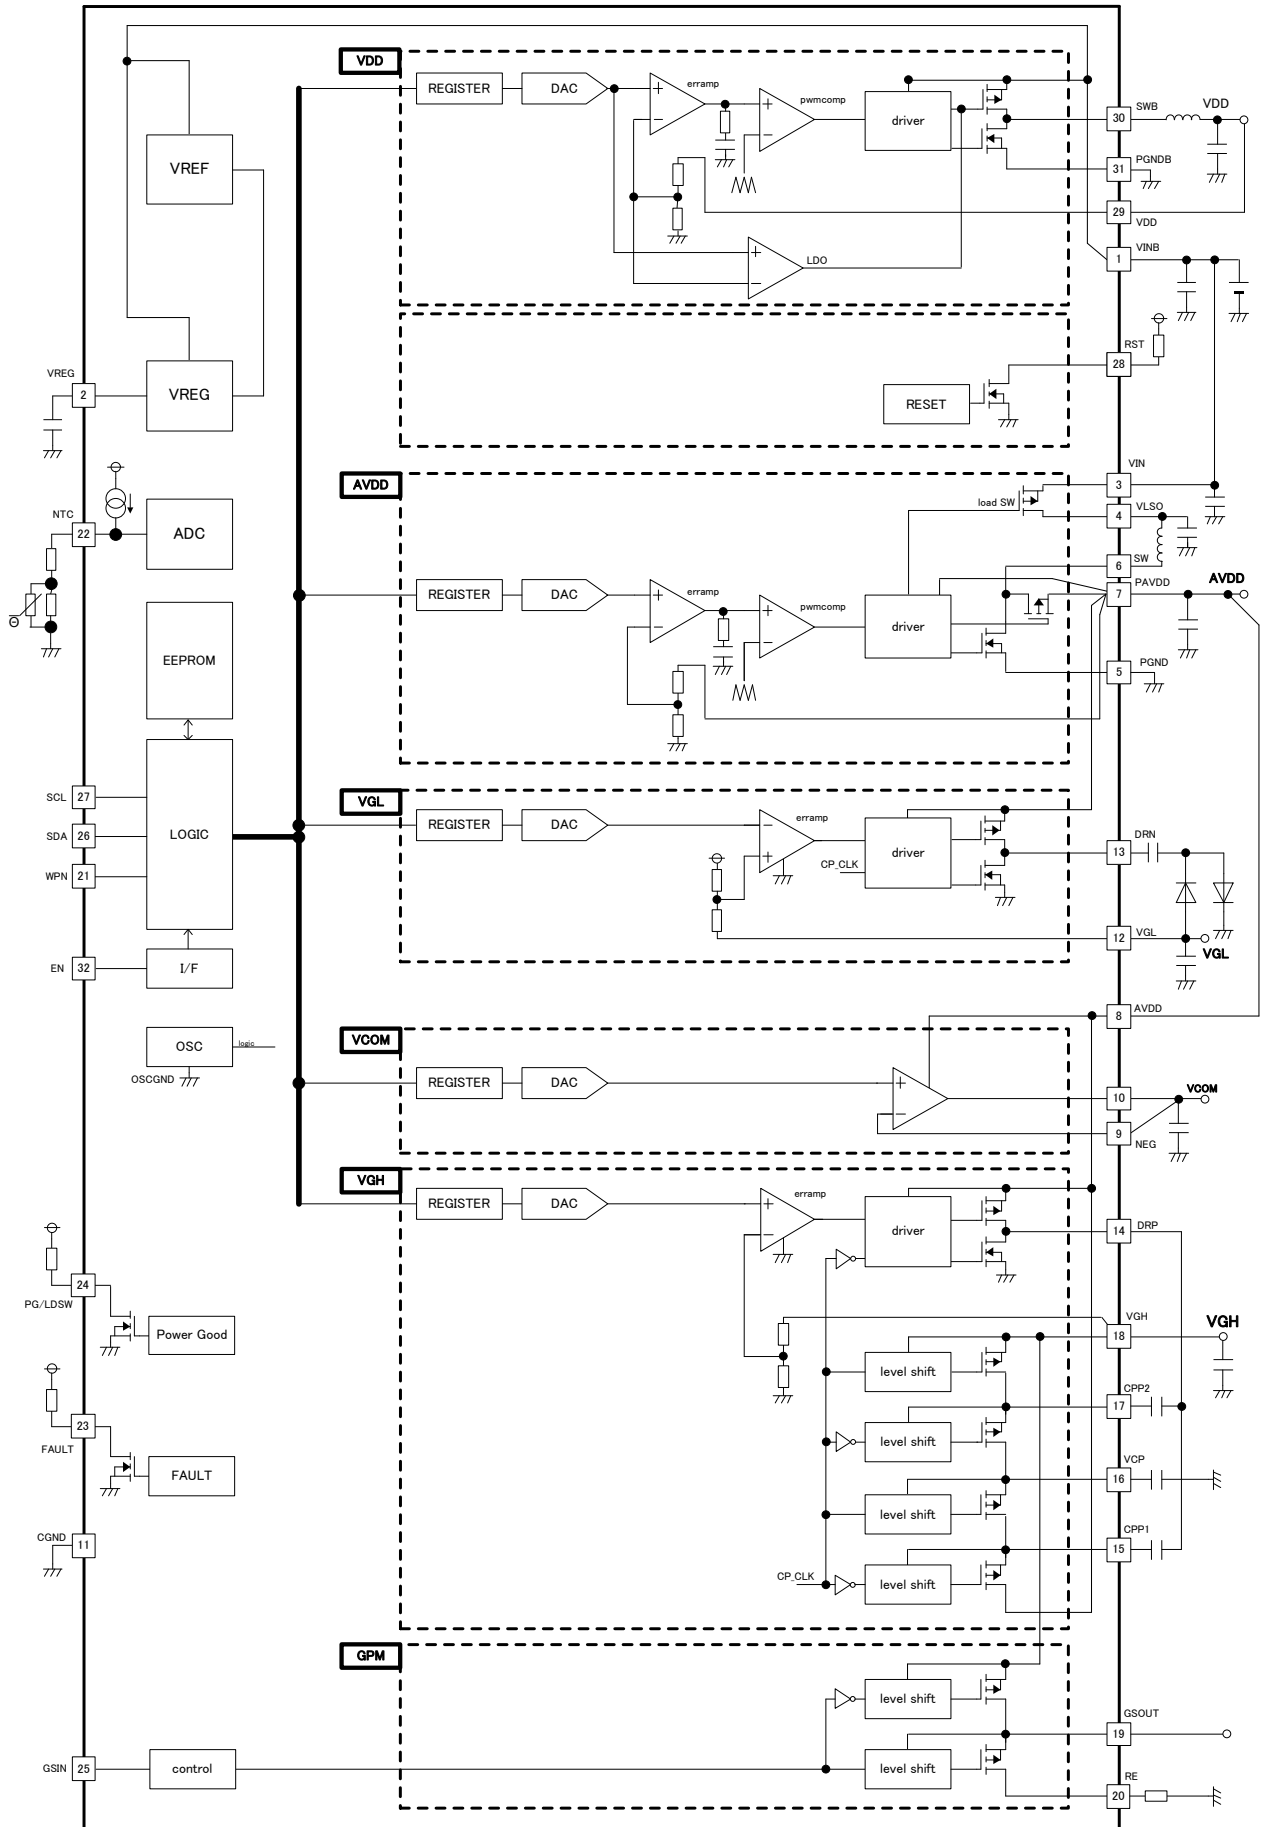 VDD
REGISTER
DAC
erramp
pwmcomp
driver
+
−
+
−
+
−
LDO
30
SWB
VDD
31
PGNDB
29
VDD
1
VINB
VREF
VREG
2
VREG
RST
28
RESET
AVDD
VIN
3
load SW
4
VLSO
NTC
22
ADC
6
SW
7
PAVDD
AVDD
REGISTER
DAC
erramp
pwmcomp
driver
+
−
+
−
5
PGND
Θ
EEPROM
VGL
SCL
27
SDA
26
WPN
21
LOGIC
REGISTER
DAC
erramp
−
+
CP_CLK
driver
13
DRN
12
VGL
VGL
EN
32
I/F
8
AVDD
OSC
logic
OSCGND
VCOM
REGISTER
DAC
+
−
10
VCOM
9
NEG
VGH
REGISTER
DAC
erramp
+
−
driver
14
DRP
24
PG/LDSW
Power Good
VGH
18
VGH
level shift
23
FAULT
FAULT
CPP2
17
level shift
VCP
16
level shift
CGND
11
CPP1
15
CP_CLK
level shift
GPM
level shift
GSOUT
19
GSIN
25
control
level shift
RE
20